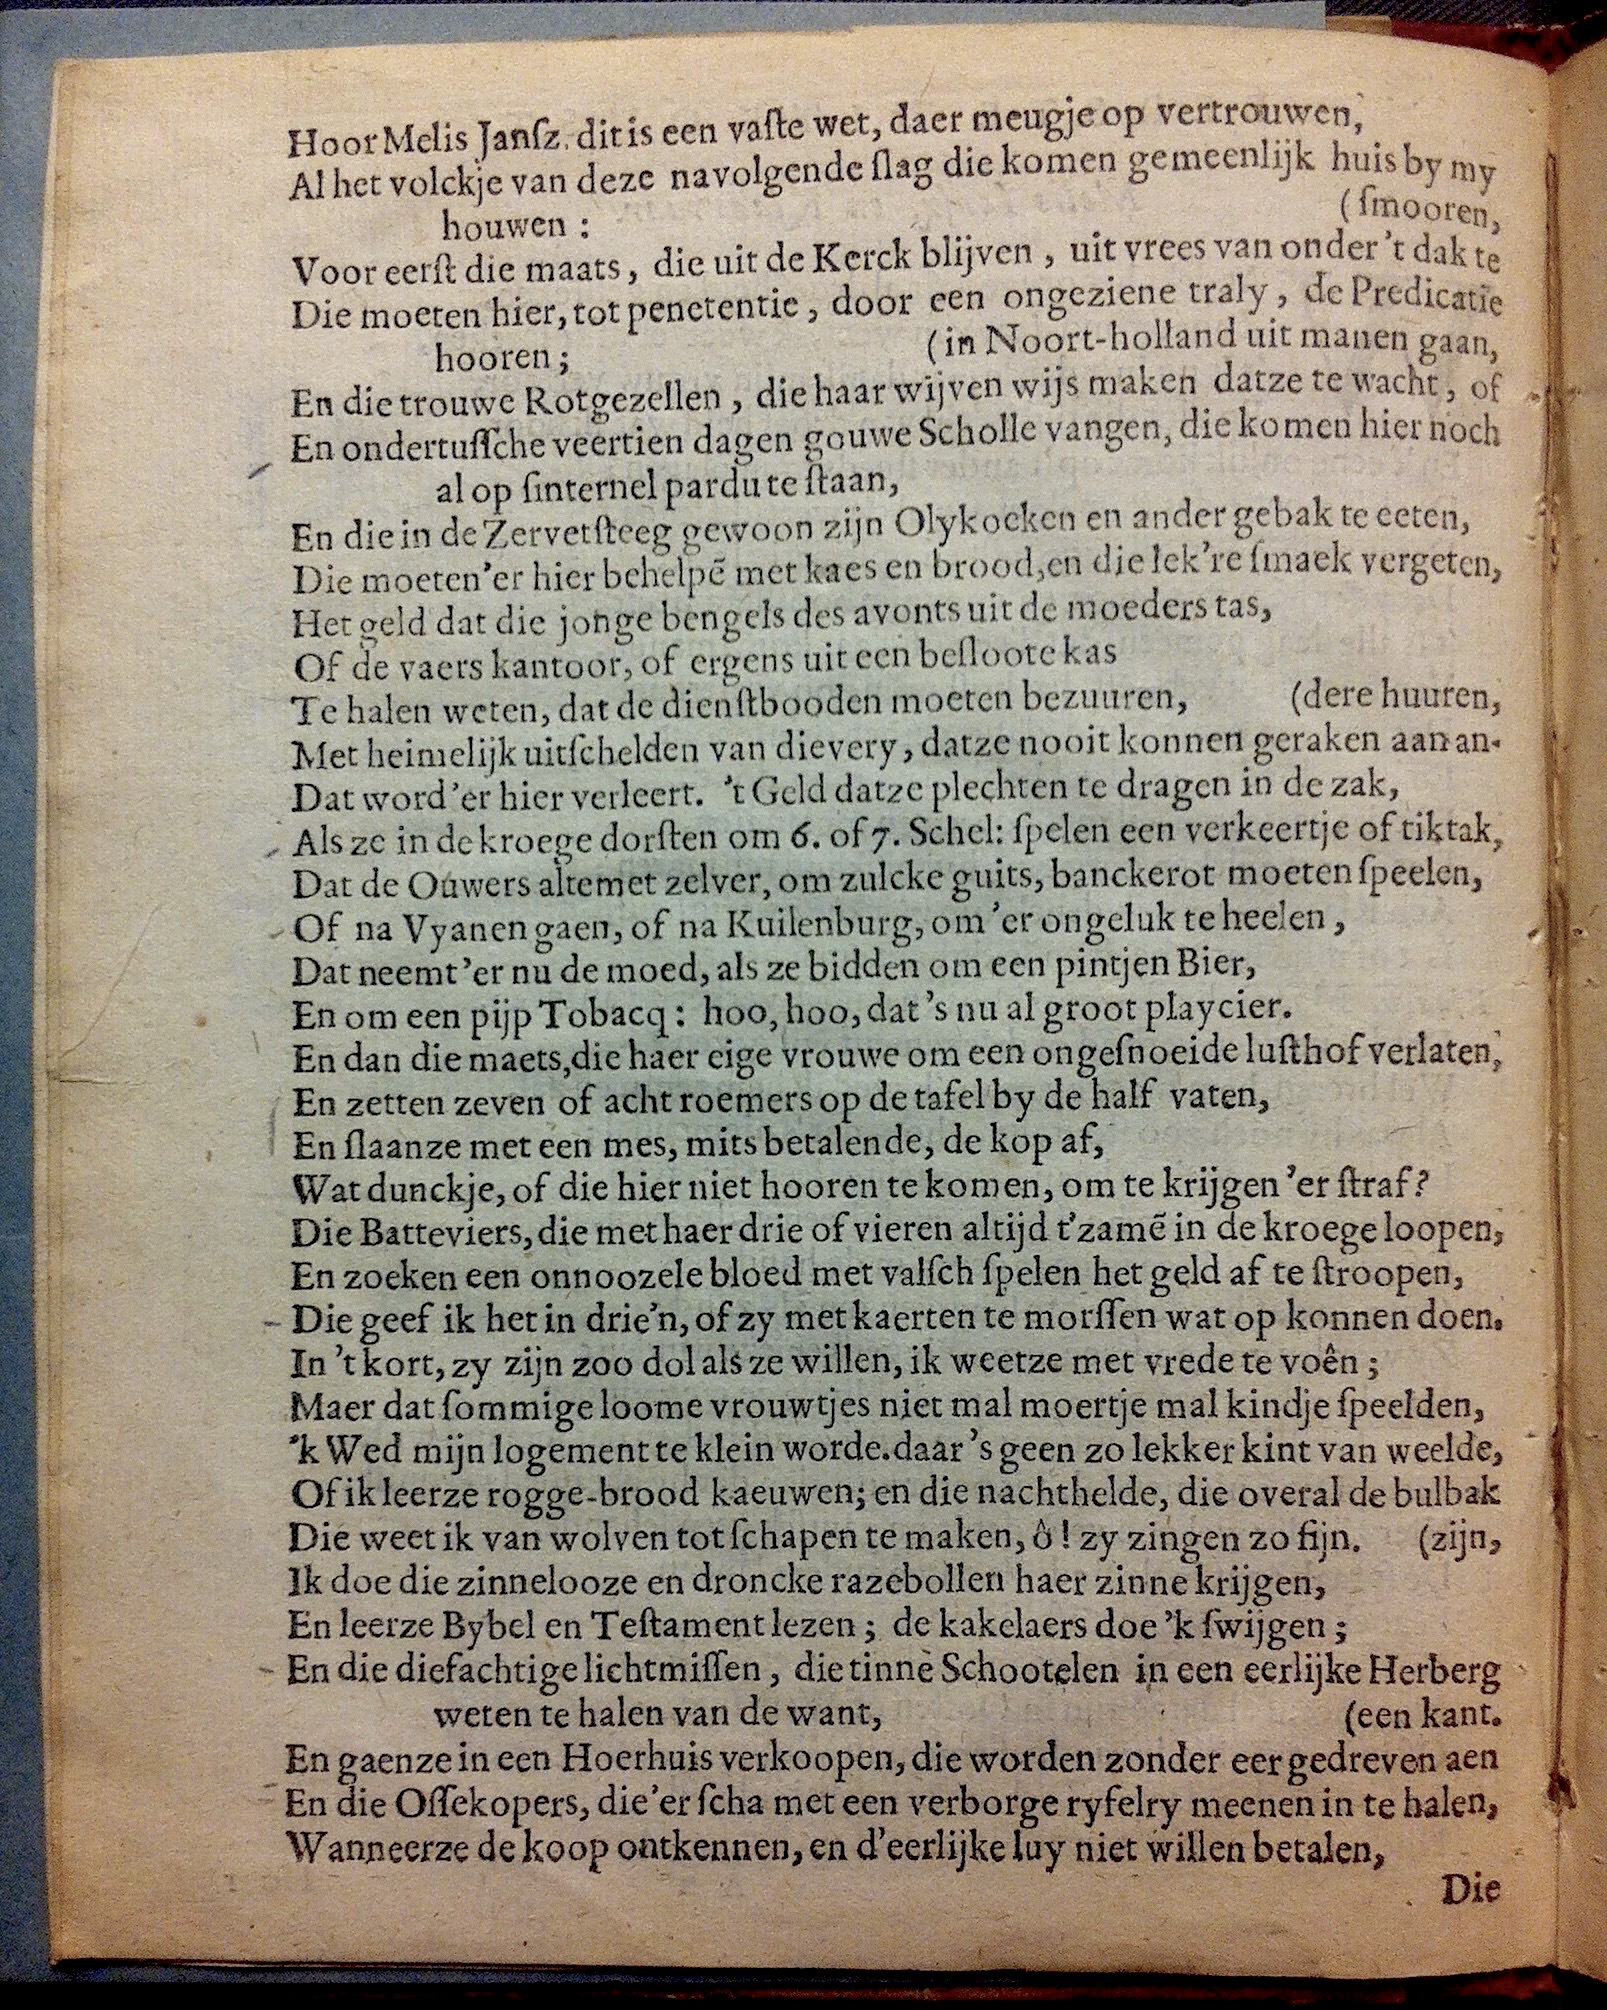 Hoor Melis Janſz. dit is een vaſte wet, daer meugje op vertrouwen,
Al het volckje van deze navolgende ſlag die komen gemeenlijk huis by my
houwen : (ſmooren,
Voor eerſt die maats, die uit de Kerck blijven, uit vrees van onder 't dak te
Die moeten hier, tot penetentie, door een ongeziene traly, de Predicatie
hooren; (in Noort-holland uit manen gaan,
En die trouwe Rotgezellen, die haar wijven wijs maken datze te wacht, of
En ondertuſſche veertien dagen gouwe Scholle vangen, die komen hier noch
al op ſinternel pardu te ſtaan,
En die in de Zervetſteeg gewoon zijn Olykoeken en ander gebak te eeten,
Die moeten'er hier behelpẽ met kaes en brood, en die lek're ſmaek vergeten,
Het geld dat die jonge bengels des avonts uit de moeders tas,
Of de vaers kantoor, of ergens uit een beſloote kas
Te halen weten, dat de dienſtbooden moeten bezuuren, (dere huuren,
Met heimelijk uitſchelden van dievery, datze nooit konnen geraken aan an-
Dat word'er hier verleert. 't Geld datze plechten te dragen in de zak,
Als ze in de kroege dorſten om 6. of 7. Schel: ſpelen een verkeertje of tiktak,
Dat de Ouwers altemet zelver, om zulcke guits, banckerot moeten ſpeelen,
Of na Vyanen gaen, of na Kuilenburg, om 'er ongeluk te heelen,
Dat neemt'er nu de moed, als ze bidden om een pintjen Bier,
En om een pijp Tobacq: hoo, hoo, dat 's nu al groot playcier.
En dan die maets, die haer eige vrouwe om een ongeſnoeide luſthof verlaten,
En zetten zeven of acht roemers op de tafel by de half vaten,
En ſlaanze met een mes, mits betalende, de kop af,
Wat dunckje, of die hier niet hooren te komen, om te krijgen 'er ſtraf?
Die Batteviers, die met haer drie of vieren altijd t'zamẽ in de kroege loopen,
En zoeken een onnoozele bloed met valſch ſpelen het geld af te ſtroopen,
Die geef ik het in drie'n, of zy met kaerten te morſſen wat op konnen doen.
In 't kort, zy zijn zoo dol als ze willen, ik weetze met vrede te voên;
Maer dat ſommige loome vrouwtjes niet mal moertje mal kindje ſpeelden,
'k Wed mijn logement te klein worde. daar 's geen zo lekker kint van weelde,
Of ik leerze rogge-brood kaeuwen; en die nachthelde, die overal de bulbak
Die weet ik van wolven tot ſchapen te maken, ô! zy zingen zo fijn. (zijn,
Ik doe die zinnelooze en droncke razebollen haer zinne krijgen,
En leerze Bybel en Teſtament lezen; de kakelaers doe 'k ſwijgen;
En die diefachtige lichtmiſſen, die tinne Schootelen in een eerlijke Herberg
weten te halen van de want, (een kant.
En gaenze in een Hoerhuis verkoopen, die worden zonder eer gedreven aen
En die Oſſekopers, die'er ſcha met een verborge ryfelry meenen in te halen,
Wanneerze de koop ontkennen, en d'eerlijke luy niet willen betalen,
Die